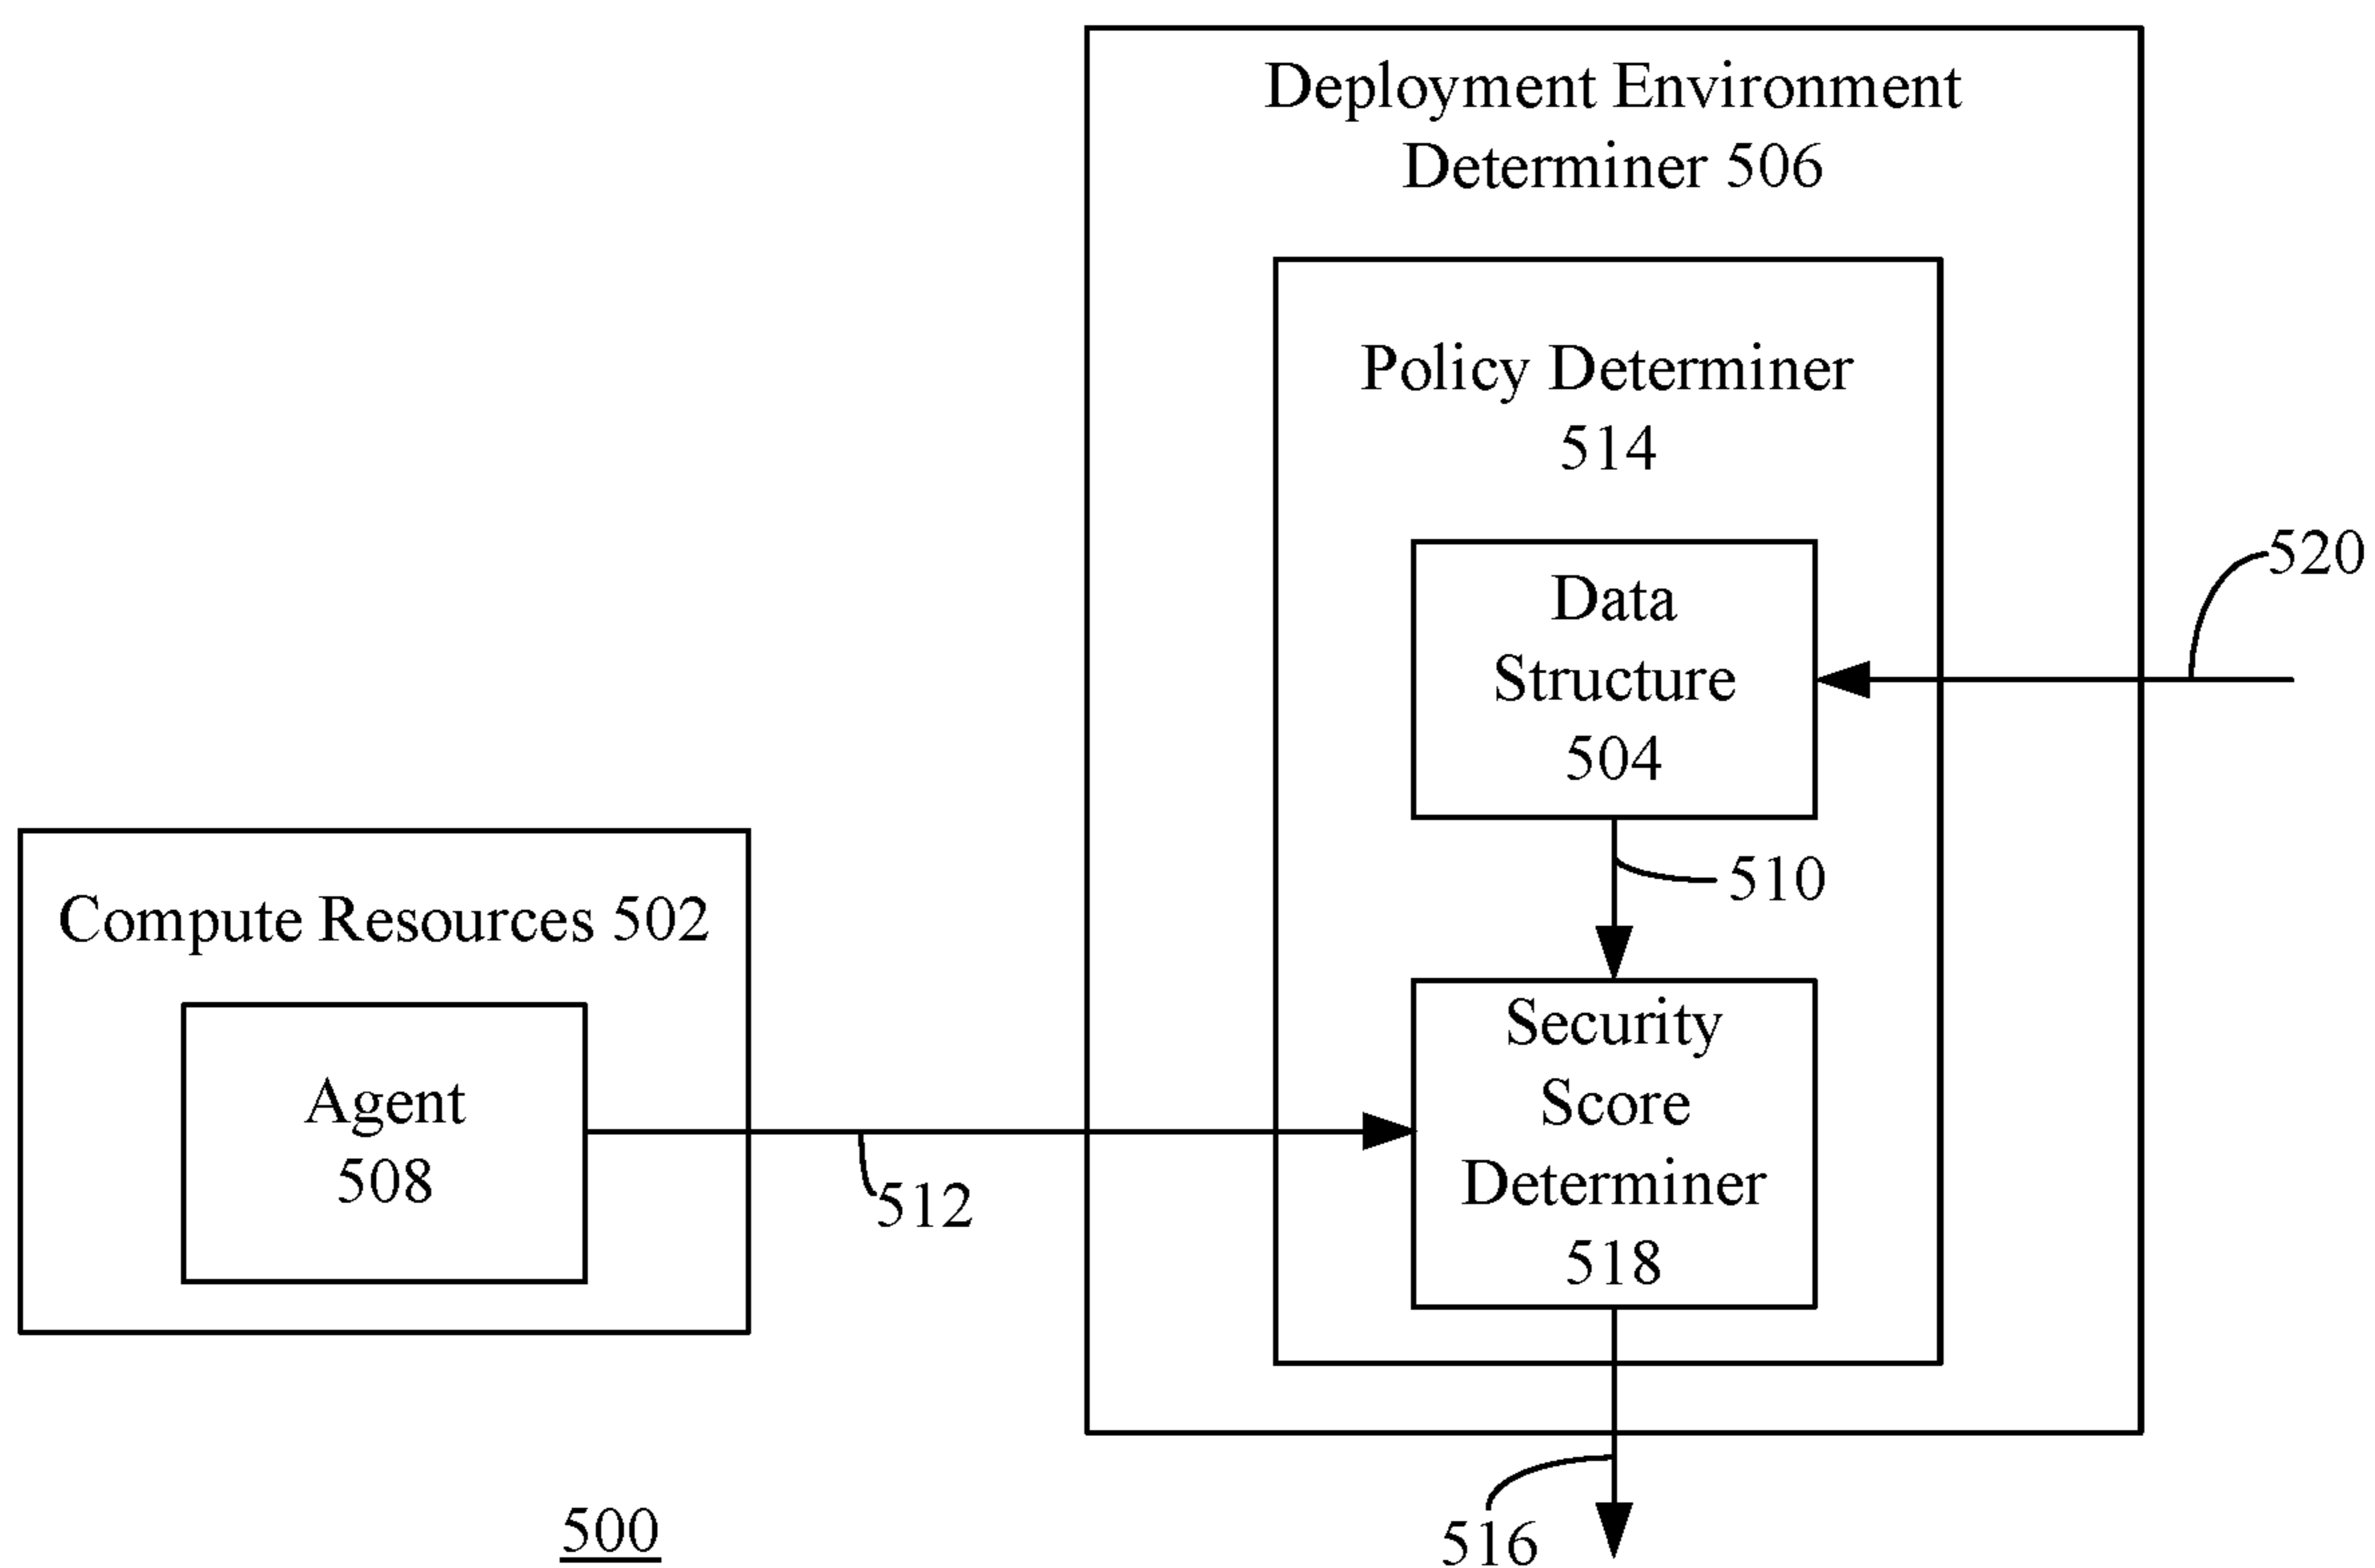 Deployment Environment
Determiner 506
Policy Determiner
514
Data
Structure
504
520
510
Compute Resources 502
Agent
508
512
Security
Score
Determiner
518
516
500